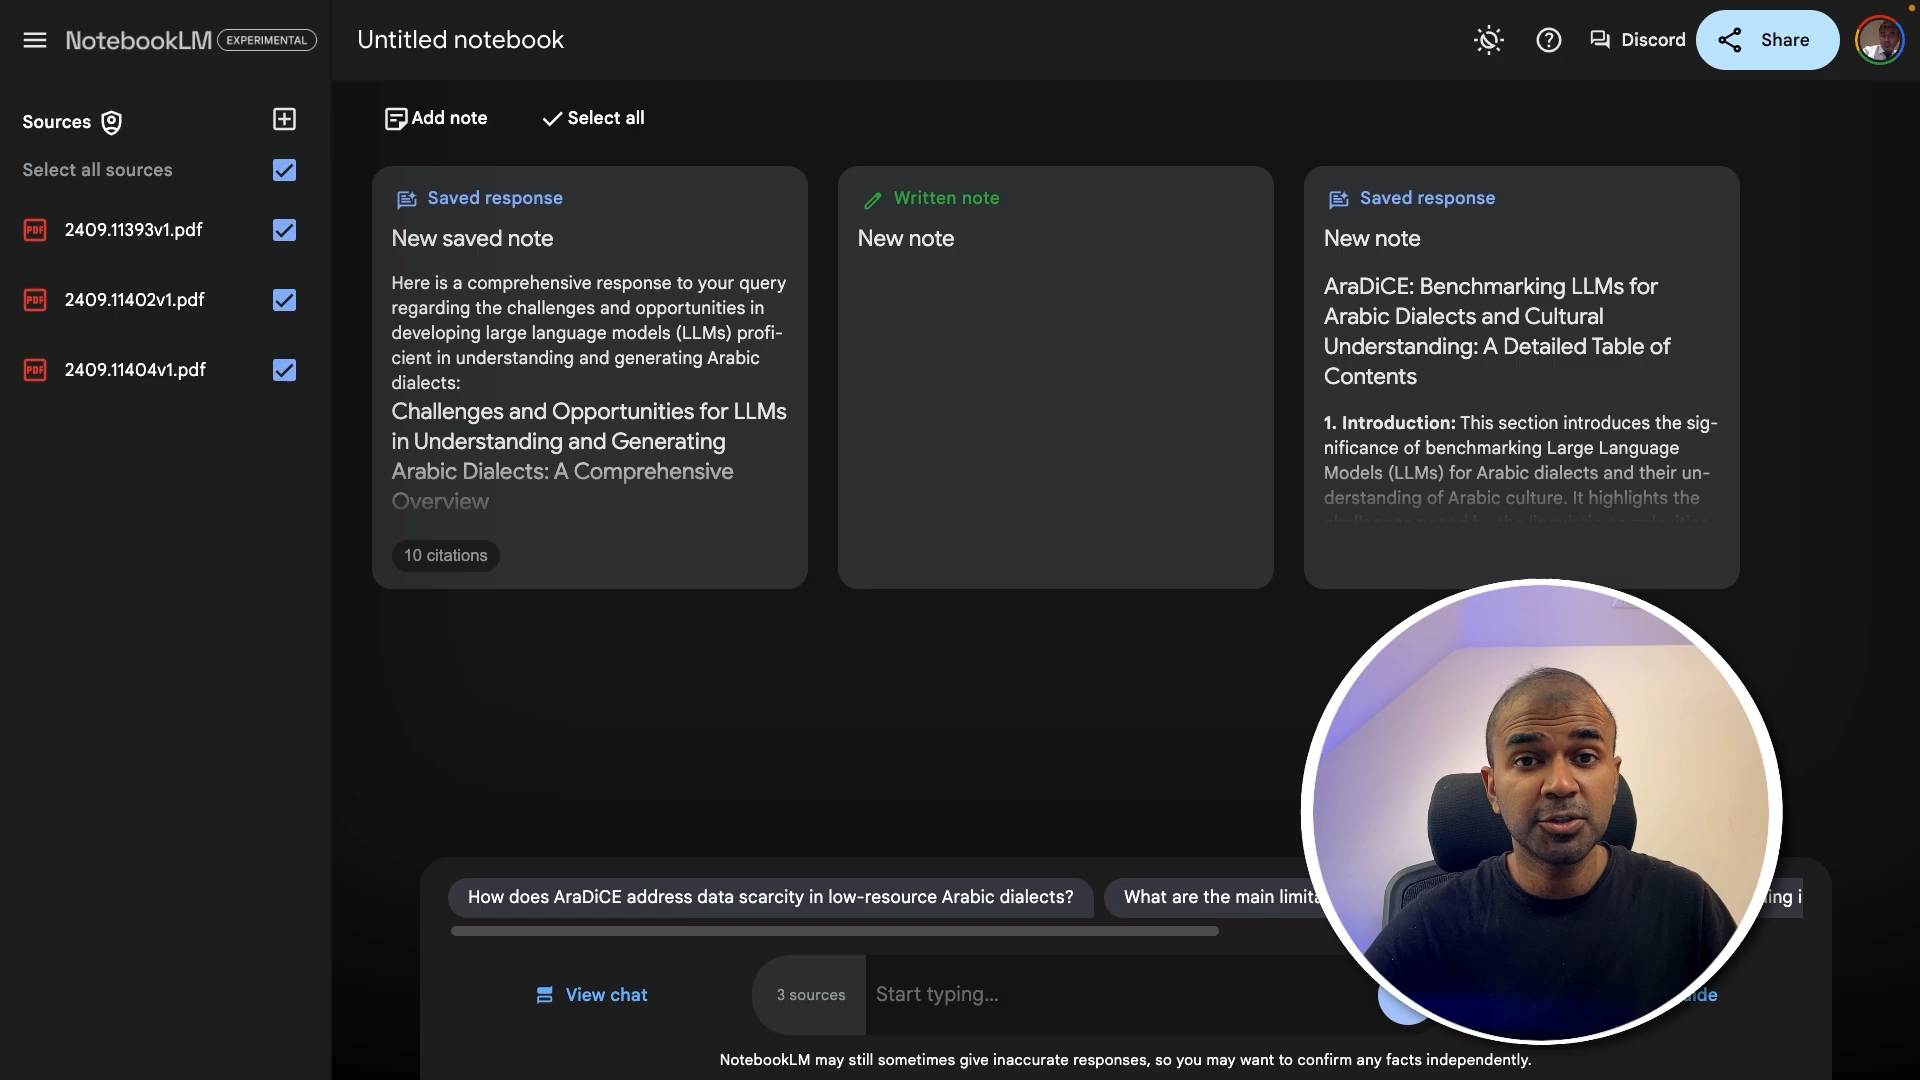 NotebookLM EXPERIMENTAL
Untitled notebook
Discord
Share
Sources
Select all sources
PDF 2409.11393v1.pdf
PDF 2409.11402v1.pdf
PDF 2409.11404v1.pdf
Add note
Select all
Saved response
New saved note
Here is a comprehensive response to your query
regarding the challenges and opportunities in
developing large language models (LLMs) profi-
cient in understanding and generating Arabic
dialects:
Challenges and Opportunities for LLMs
in Understanding and Generating
Arabic Dialects: A Comprehensive
Overview
10 citations
Written note
New note
Saved response
New note
AraDiCE: Benchmarking LLMs for
Arabic Dialects and Cultural
Understanding: A Detailed Table of
Contents
1. Introduction: This section introduces the sig-
nificance of benchmarking Large Language
Models (LLMs) for Arabic dialects and their un-
derstanding of Arabic culture. It highlights the
How does AraDiCE address data scarcity in low-resource Arabic dialects?
What are the main
View chat
3 sources
Start typing...
NotebookLM may still sometimes give inaccurate responses, so you may want to confirm any facts independently.